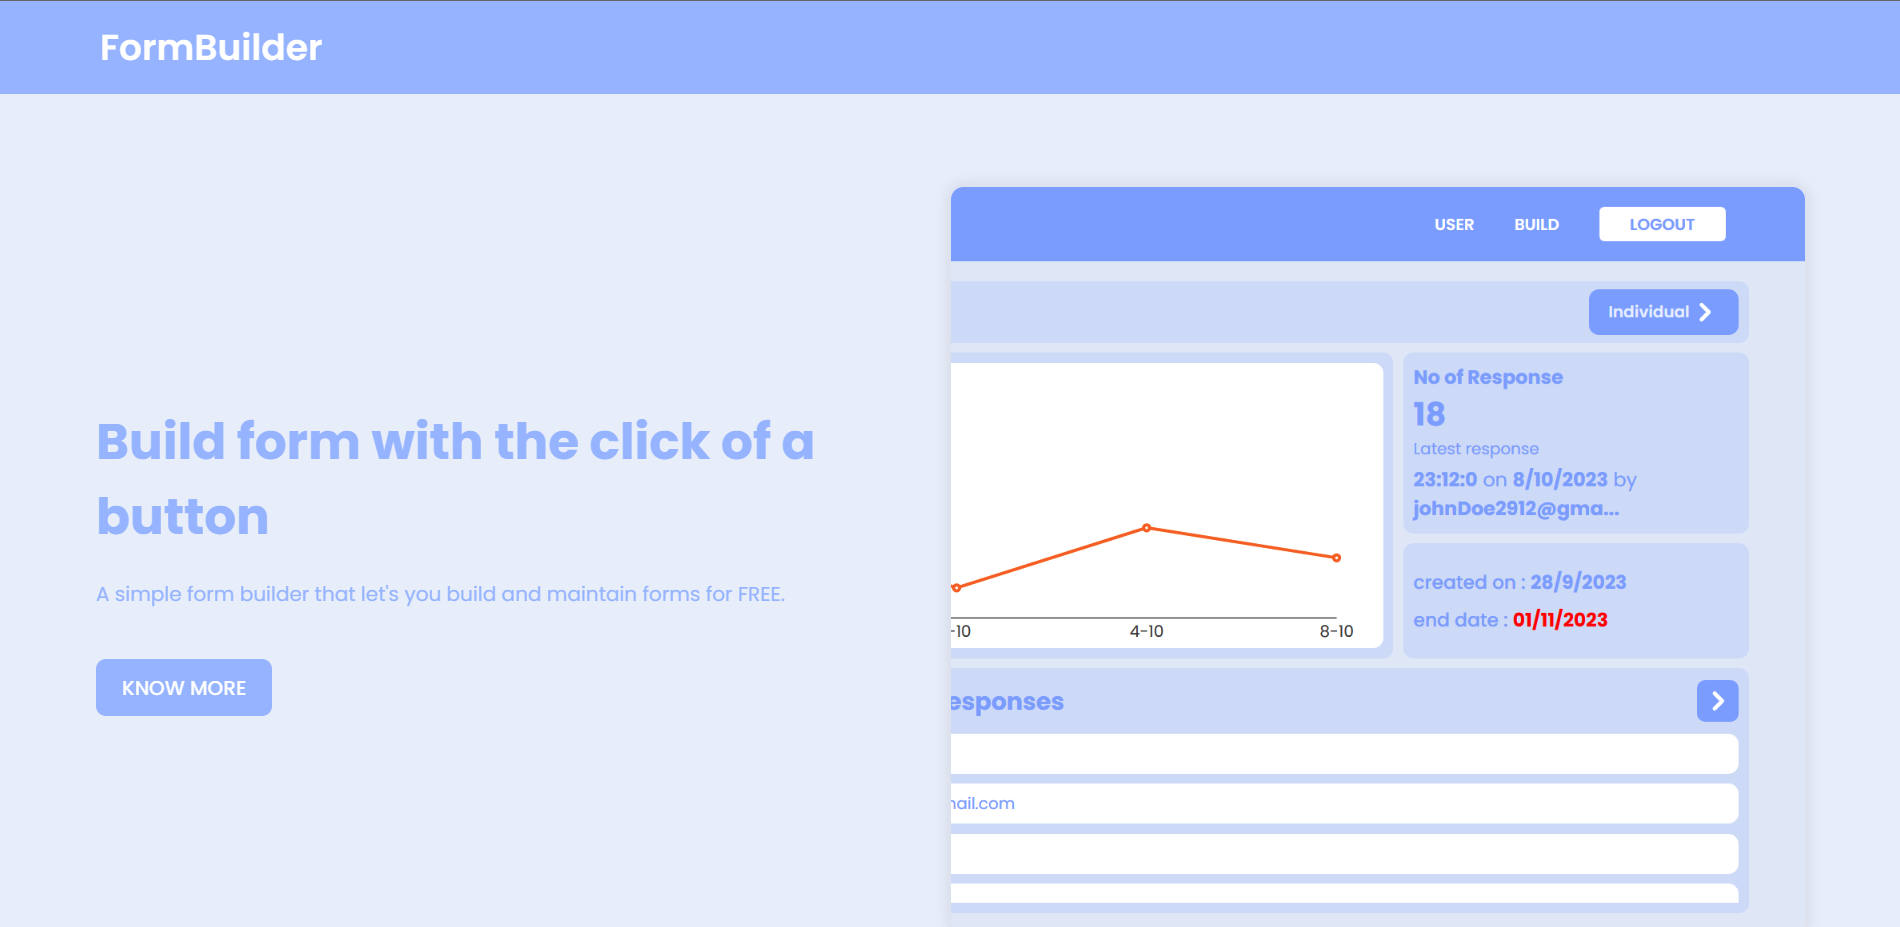 FormBuilder
Build form with the click of a
button
A simple form builder that let's you build and maintain forms for FREE.
KNOW MORE
USER BUILD LOGOUT
Individual
No of Response
18
Latest response
23:12:0 on 8/10/2023 by
johnDoe2912@gma...
created on : 28/9/2023
end date : 01/11/2023
-10 4-10 8-10
esponses
ail.com